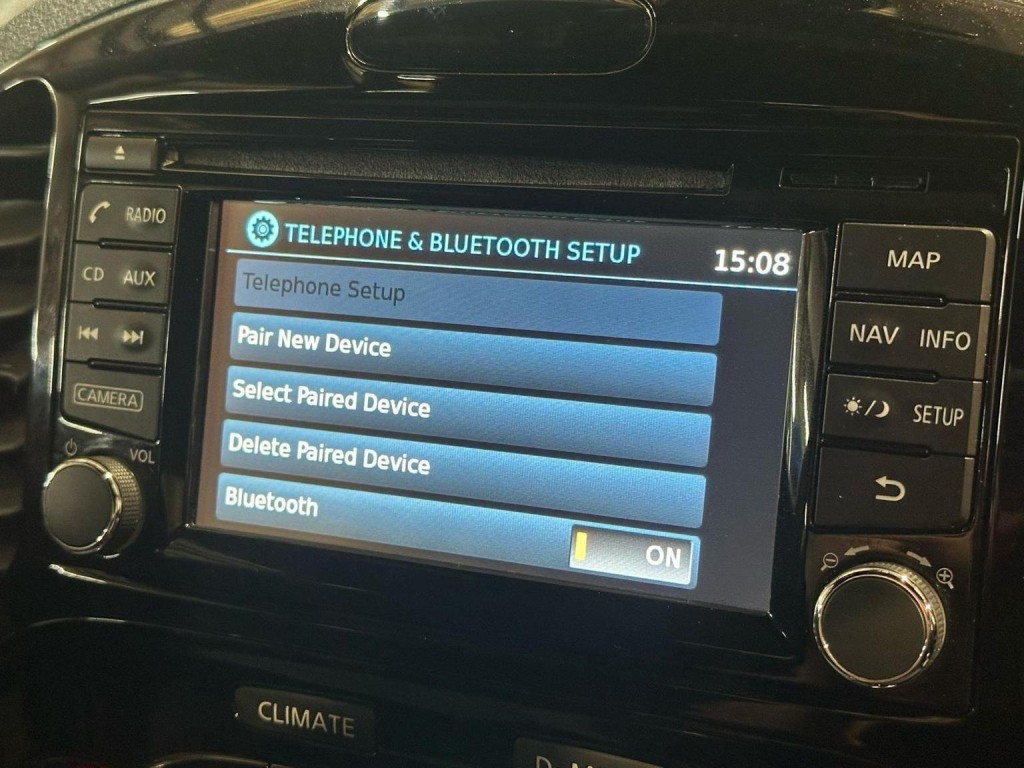 TELEPHONE & BLUETOOTH SETUP
15:08
Telephone Setup
Pair New Device
Select Paired Device
Delete Paired Device
Bluetooth
ON
RADIO
CD AUX
CAMERA
VOL
MAP
NAV INFO
SETUP
CLIMATE